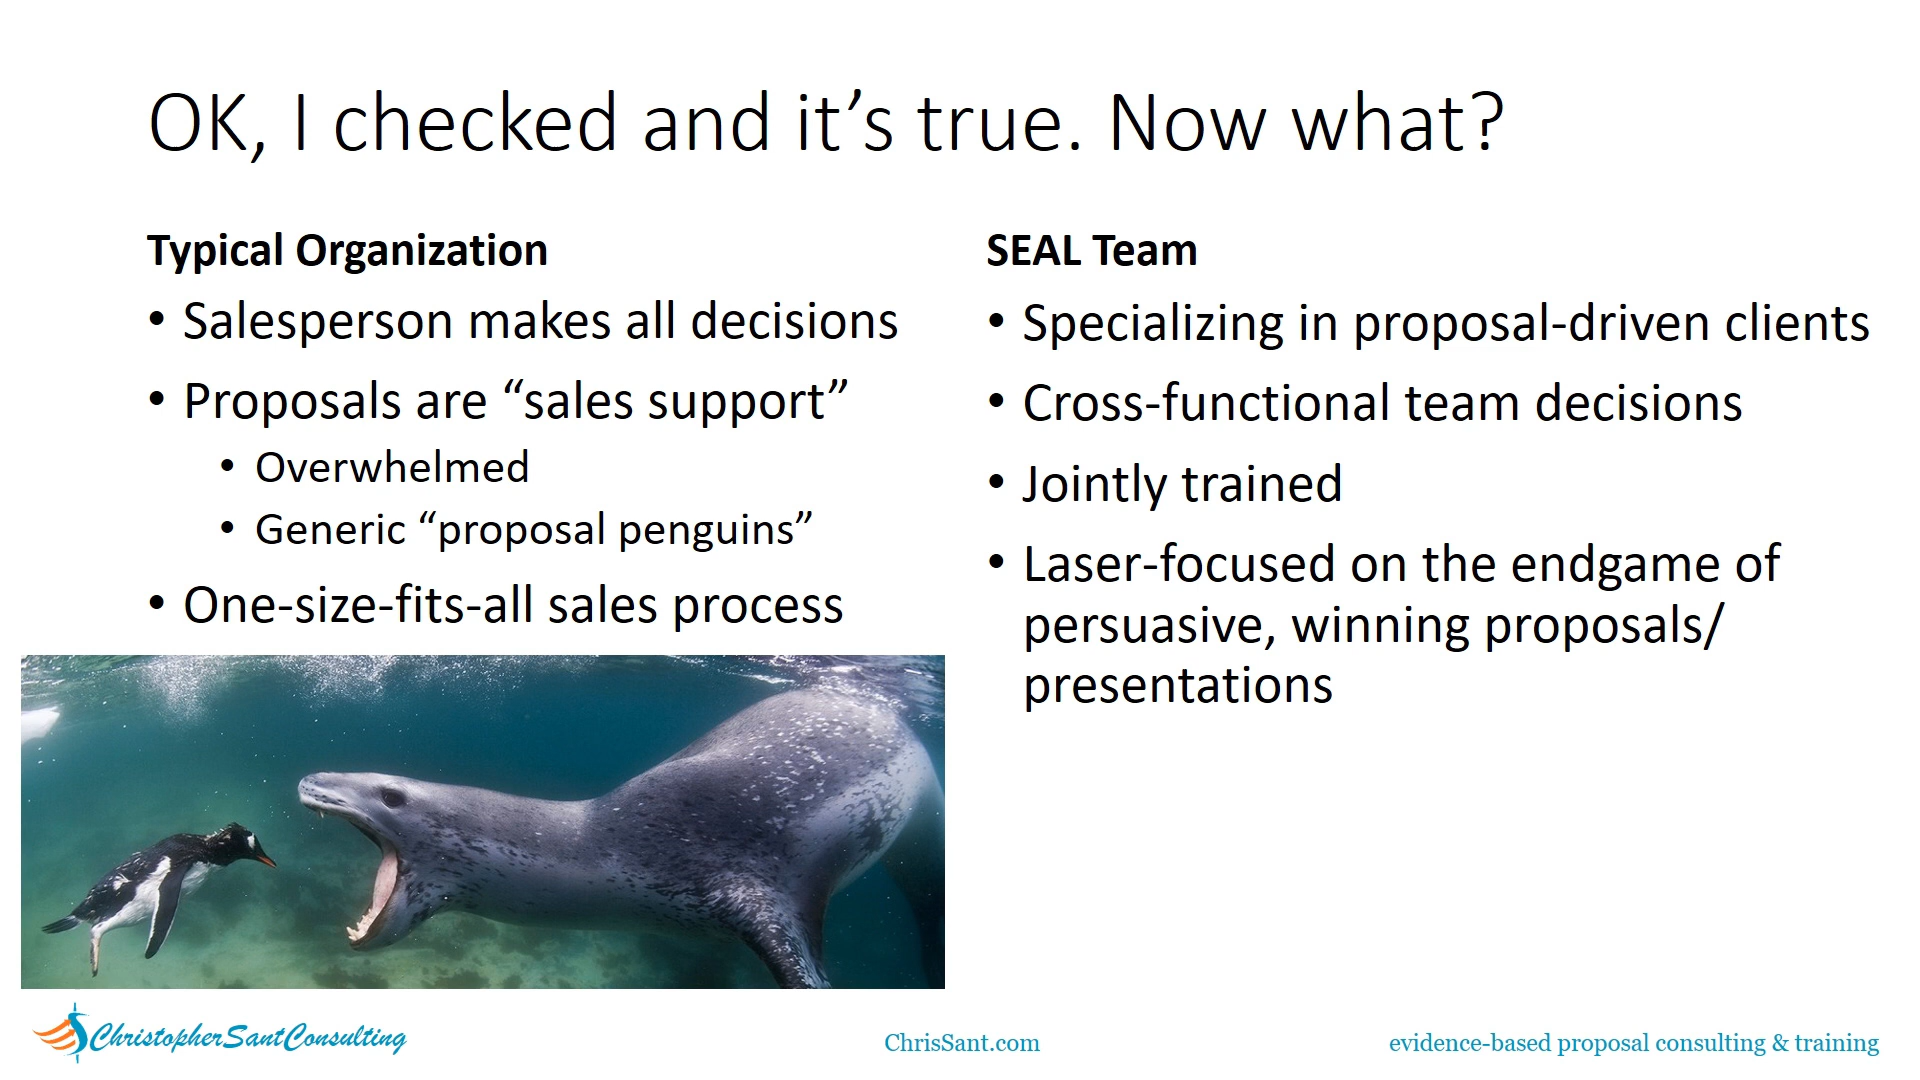 OK, I checked and it’s true. Now what?
Typical Organization
• Salesperson makes all decisions
• Proposals are “sales support”
• Overwhelmed
• Generic “proposal penguins”
• One-size-fits-all sales process
SEAL Team
• Specializing in proposal-driven clients
• Cross-functional team decisions
• Jointly trained
• Laser-focused on the endgame of
persuasive, winning proposals/
presentations
ChristopherSantConsulting
ChrisSant.com
evidence-based proposal consulting & training